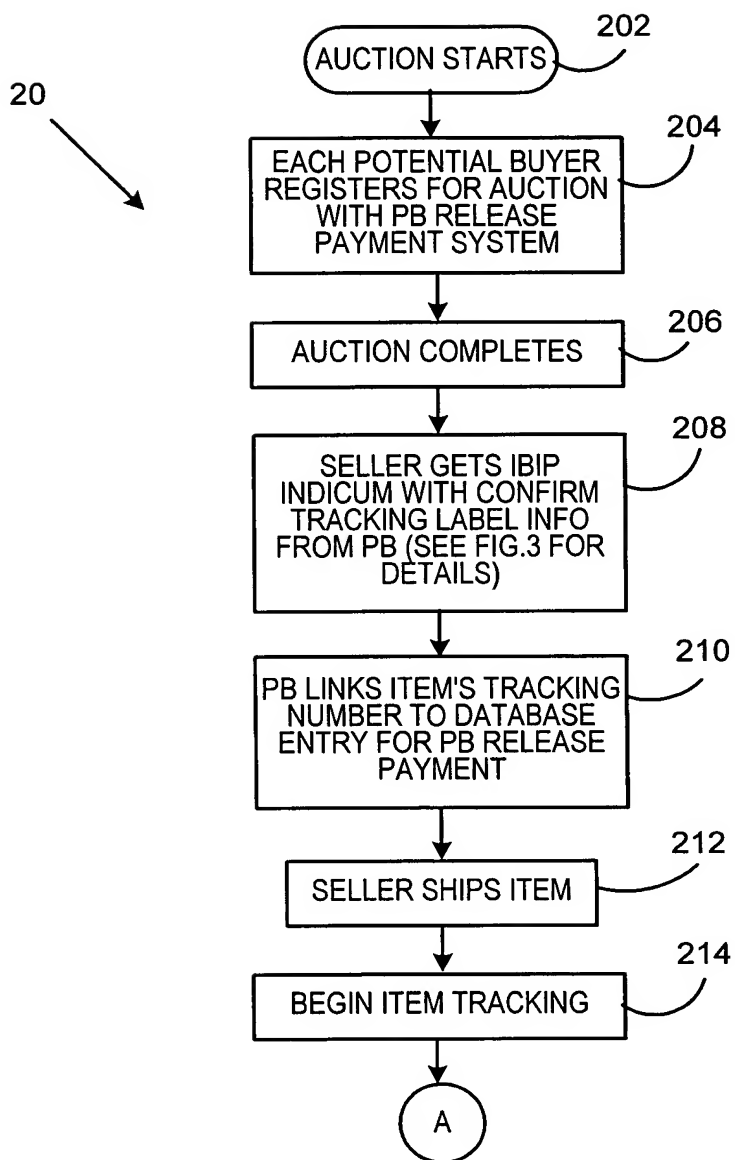 202
AUCTION STARTS
20
204
EACH POTENTIAL BUYER
REGISTERS FOR AUCTION
WITH PB RELEASE
PAYMENT SYSTEM
206
AUCTION COMPLETES
208
SELLER GETS IBIP
INDICUM WITH CONFIRM
TRACKING LABEL INFO
FROM PB (SEE FIG.3 FOR
DETAILS)
210
PB LINKS ITEM'S TRACKING
NUMBER TO DATABASE
ENTRY FOR PB RELEASE
PAYMENT
212
SELLER SHIPS ITEM
214
BEGIN ITEM TRACKING
A